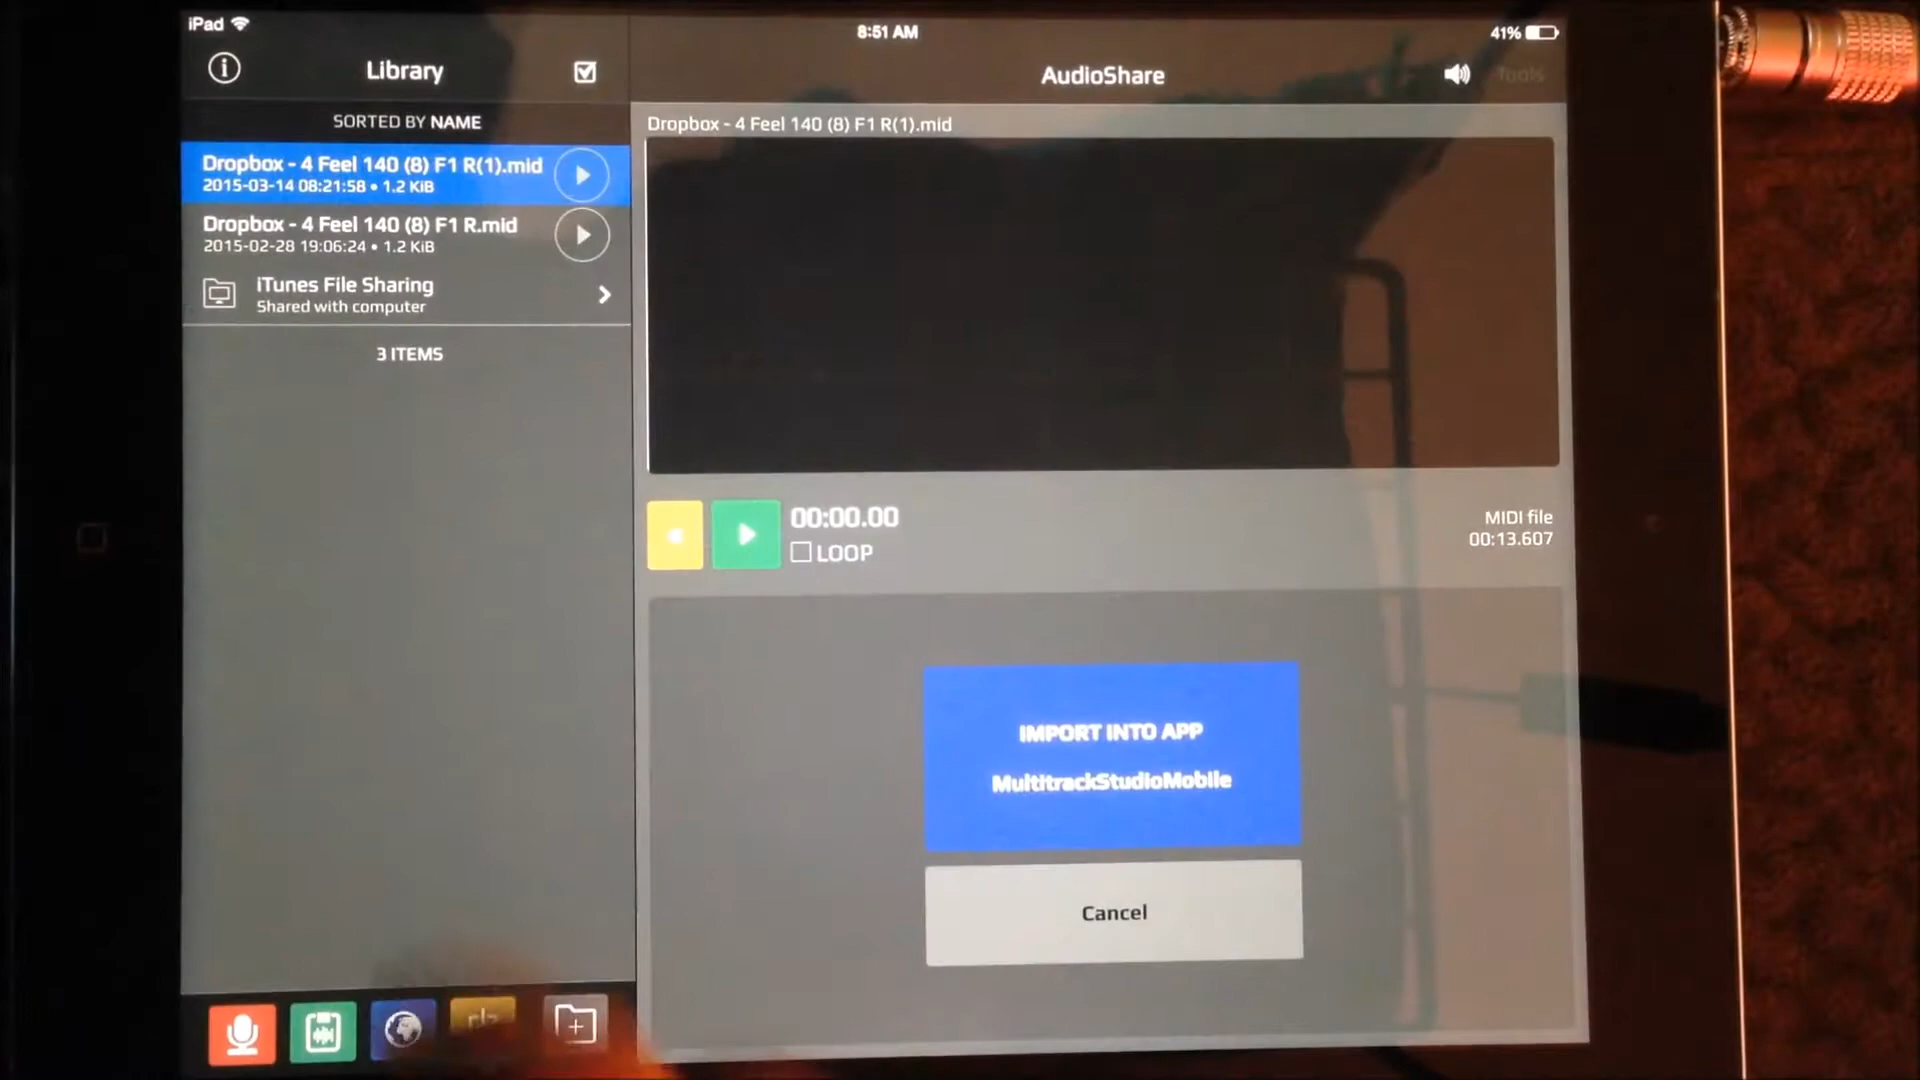 iPad
8:51 AM
41%
Library
AudioShare
Tools
SORTED BY NAME
Dropbox - 4 Feel 140 (8) F1 R(1).mid
2015-03-14 08:21:58 • 1.2 KiB
Dropbox - 4 Feel 140 (8) F1 R.mid
2015-02-28 19:06:24 • 1.2 KiB
iTunes File Sharing
Shared with computer
3 ITEMS
Dropbox - 4 Feel 140 (8) F1 R(1).mid
00:00.00
LOOP
MIDI file
00:13.607
IMPORT INTO APP
MultitrackStudioMobile
Cancel